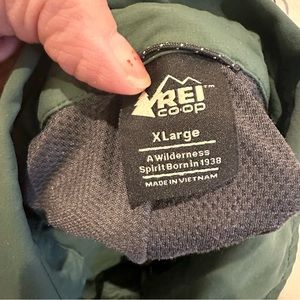 REI
CO·OP
XLarge
A Wilderness
Spirit Born in 1938
MADE IN VIETNAM